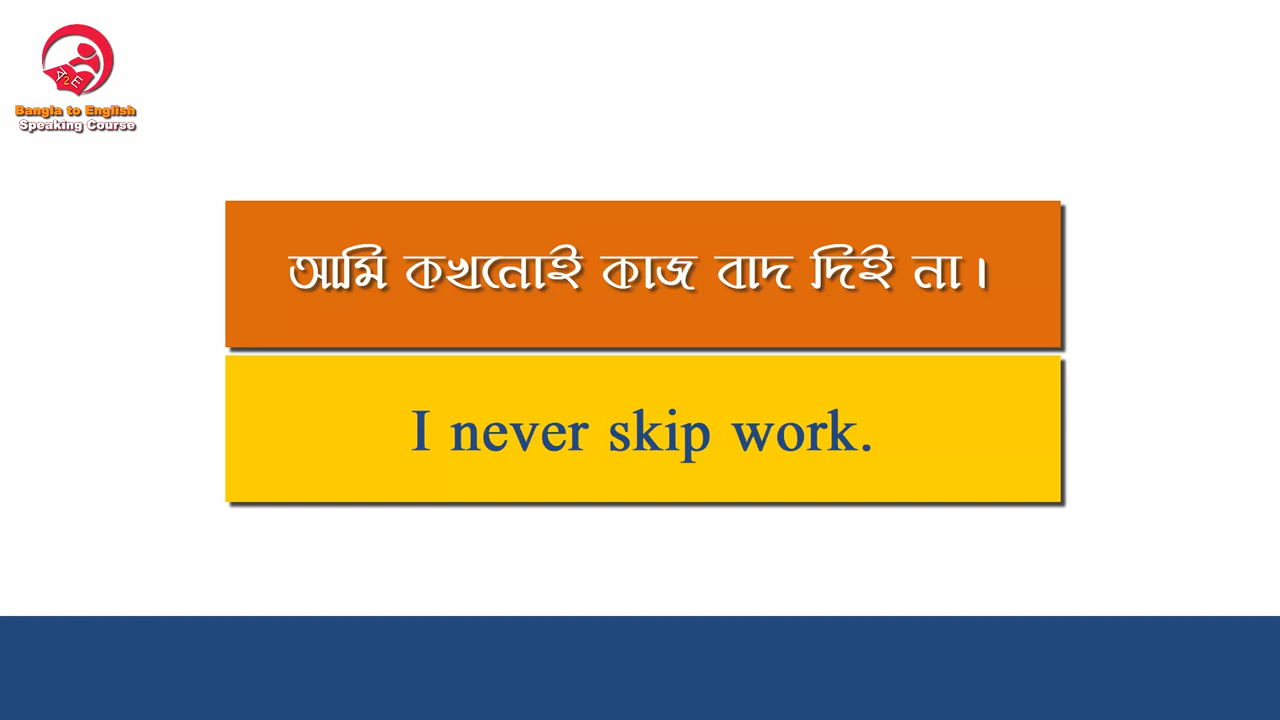 Bangla to English
Speaking Course
আমি কখনোই কাজ বাদ দিই না।
I never skip work.